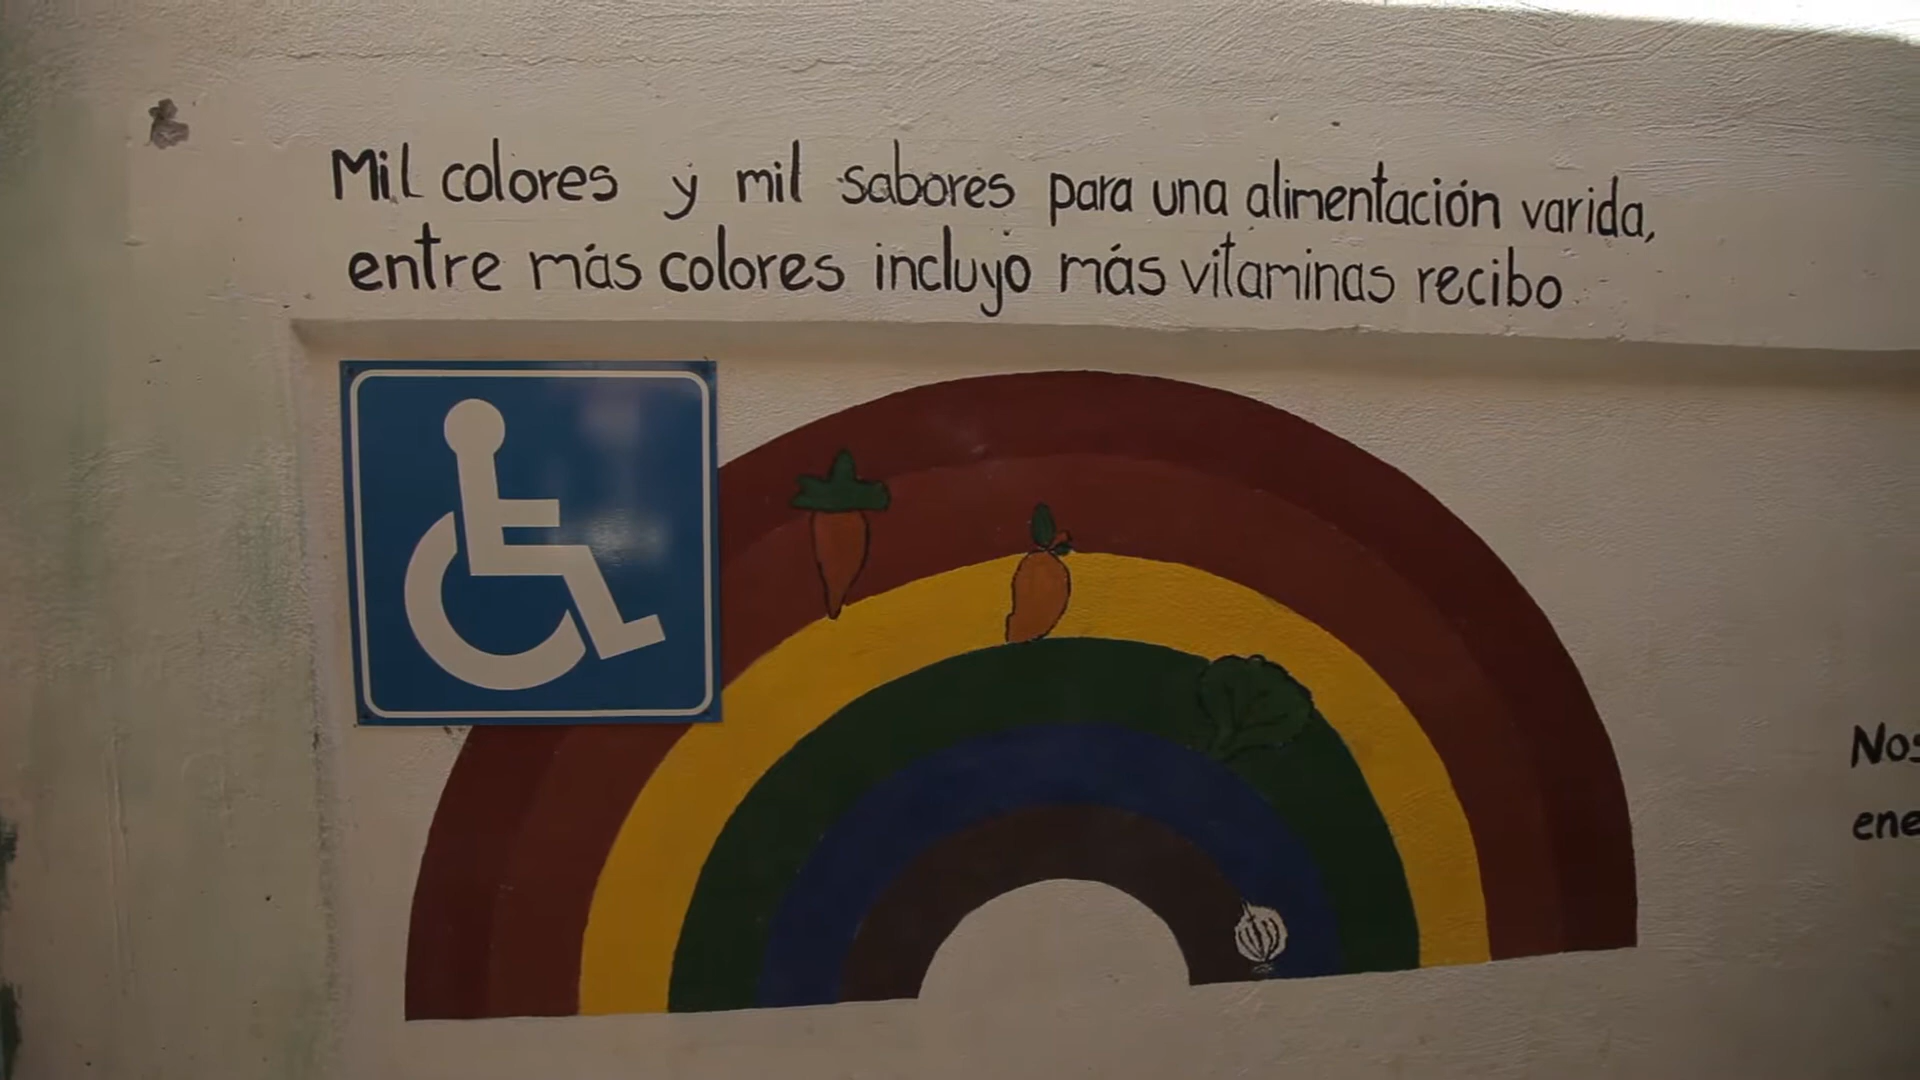 Mil colores y mil sabores para una alimentación varida,
entre más colores incluyo más vitaminas recibo